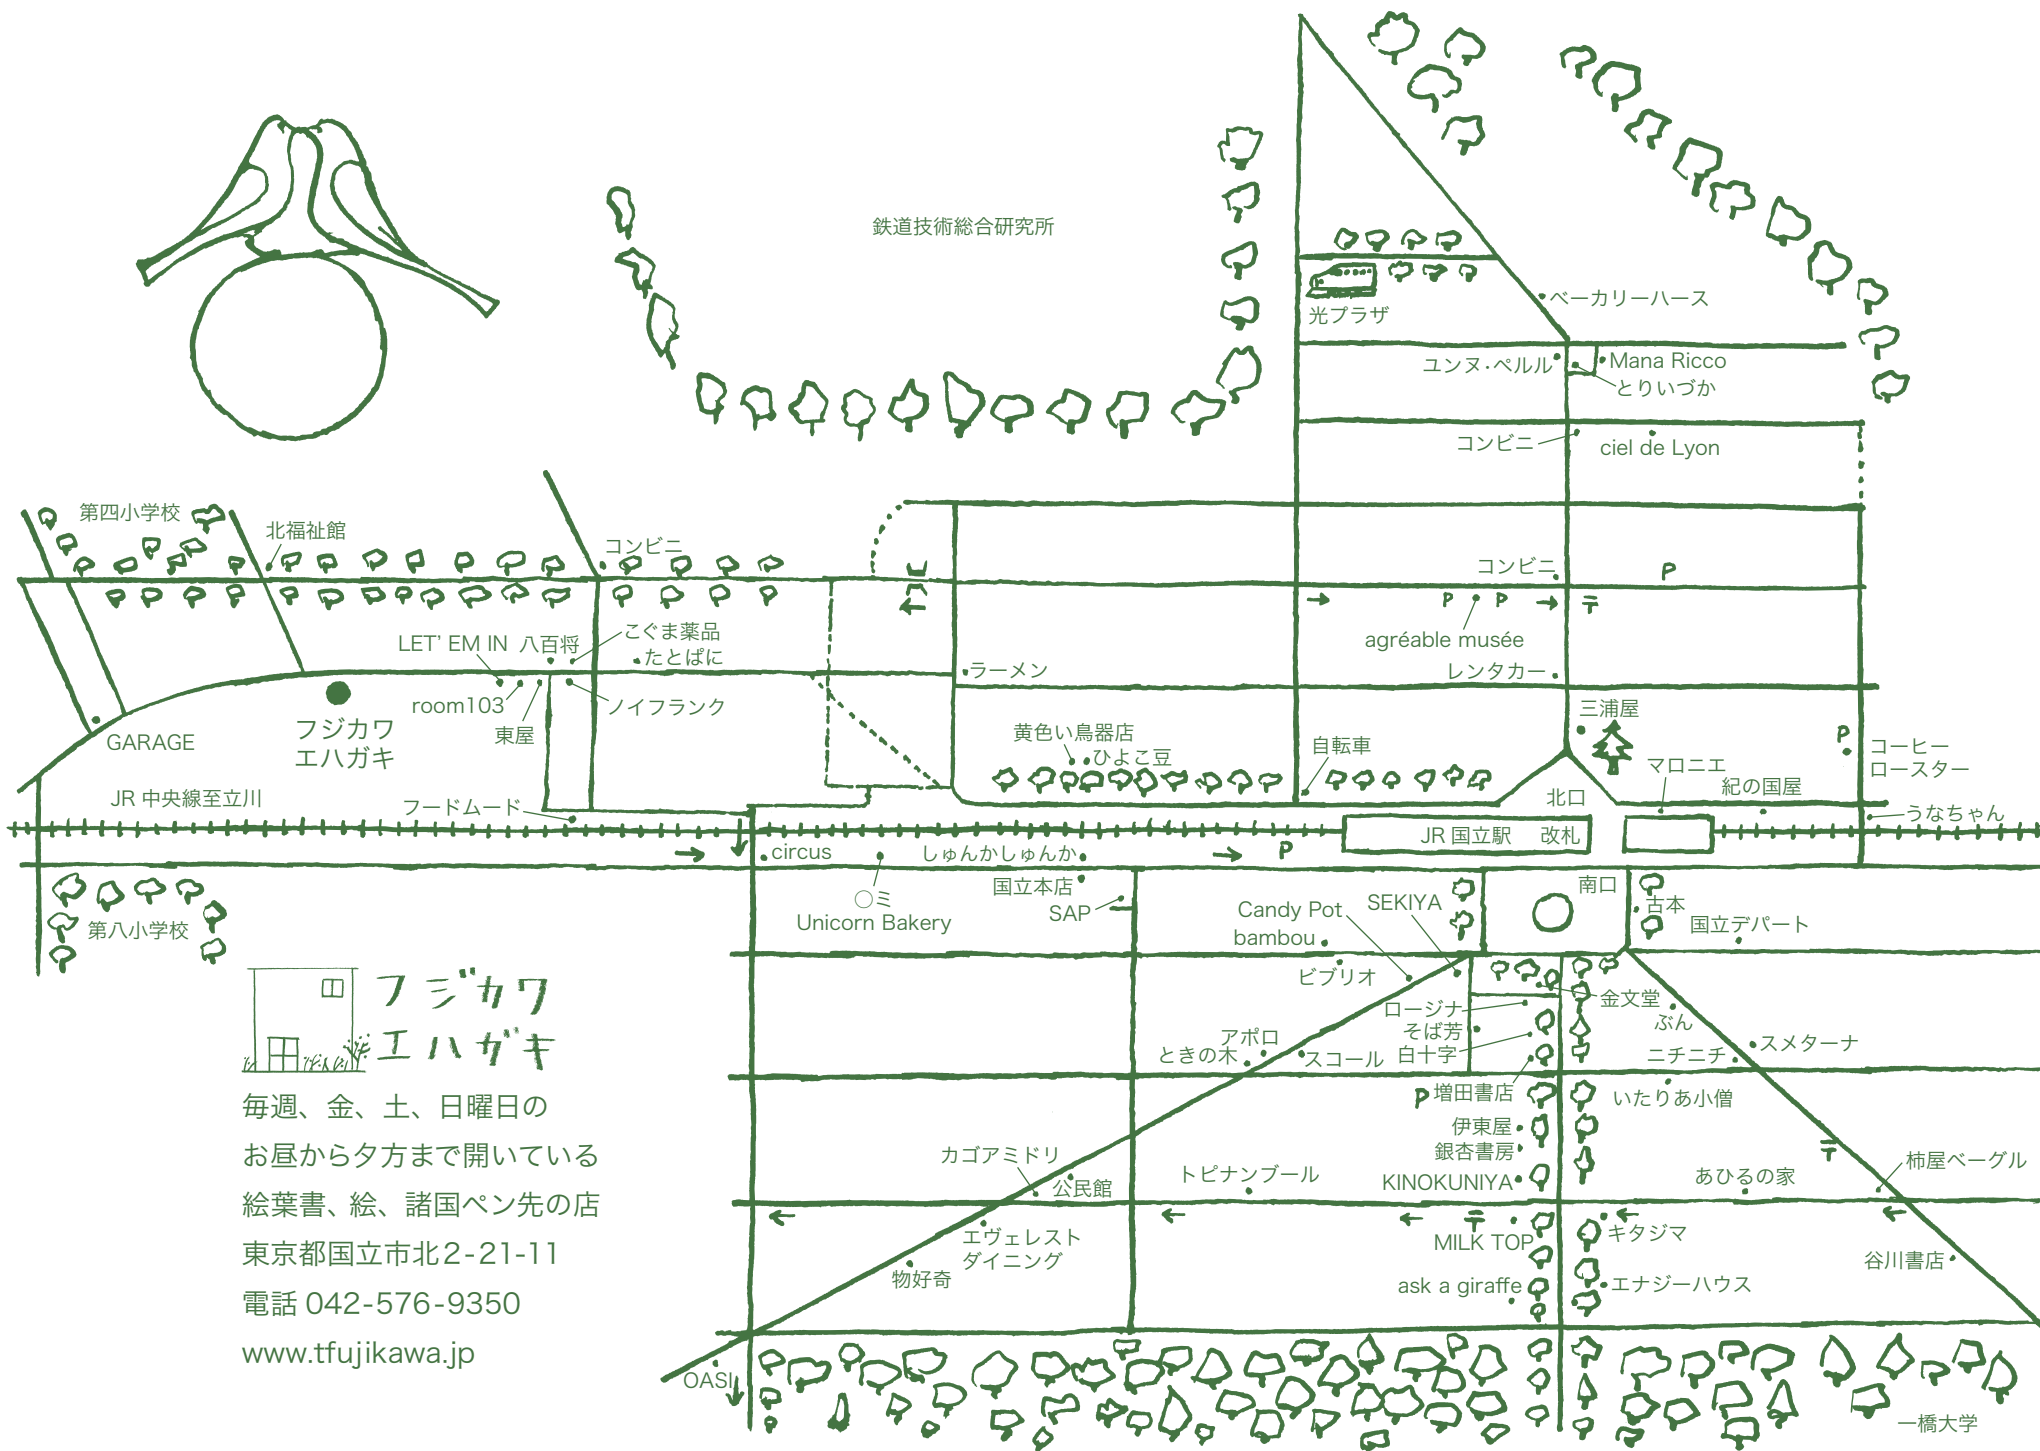 鉄道技術総合研究所
光プラザ
ベーカリーハース
ユンヌ・ペルル
Mana Ricco
とりいづか
コンビニ
ciel de Lyon
第四小学校
北福祉館
コンビニ
コンビニ
P
P
P
〒
agréable musée
LET' EM IN
八百将
こぐま薬品
たとぱに
ラーメン
レンタカー
room103
東屋
ノイフランク
GARAGE
フジカワ
エハガキ
黄色い鳥器店
ひよこ豆
自転車
三浦屋
P
コーヒー
ロースター
マロニエ
紀の国屋
うなちゃん
JR 中央線至立川
フードムード
北口
JR 国立駅
改札
circus
しゅんかしゅんか
P
〇ミ
Unicorn Bakery
国立本店
SAP
南口
古本
国立デパート
Candy Pot
SEKIYA
bambou
ビブリオ
第八小学校
ロージナ
そば芳
白十字
金文堂
ぶん
スメターナ
ニチニチ
アポロ
ときの木
スコール
P
増田書店
いたりあ小僧
伊東屋
銀杏書房
〒
カゴアミドリ
公民館
トピナンブール
KINOKUNIYA
あひるの家
柿屋ベーグル
〒
MILK TOP
キタジマ
エヴェレスト
ダイニング
物好奇
谷川書店
ask a giraffe
エナジーハウス
OASI
一橋大学
フジカワ
エハガキ
毎週、金、土、日曜日の
お昼から夕方まで開いている
絵葉書、絵、諸国ペン先の店
東京都国立市北2-21-11
電話 042-576-9350
www.tfujikawa.jp